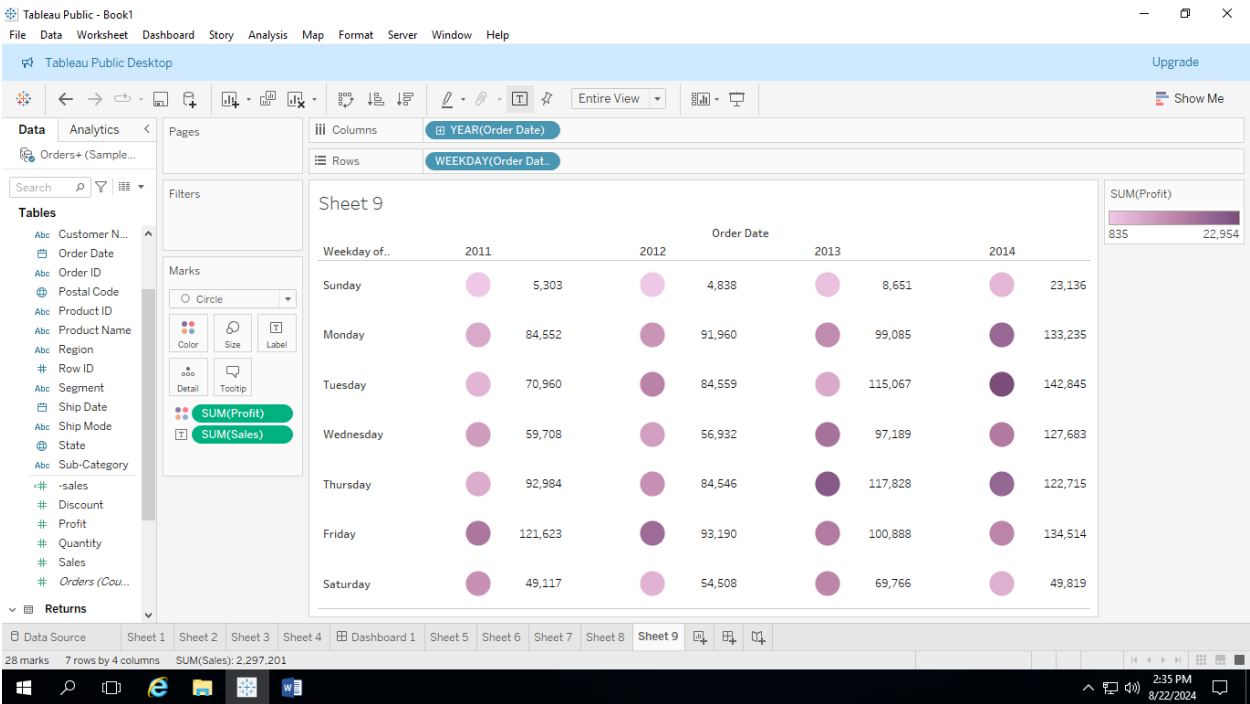 Tableau Public - Book1
File Data Worksheet Dashboard Story Analysis Map Format Server Window Help
Tableau Public Desktop Upgrade
Entire View Show Me
Data Analytics
Orders+ (Sample...
Search
Tables
Abc Customer N...
Order Date
Abc Order ID
Postal Code
Abc Product ID
Abc Product Name
Abc Region
# Row ID
Abc Segment
Ship Date
Abc Ship Mode
State
Abc Sub-Category
=# -sales
# Discount
# Profit
# Quantity
# Sales
# Orders (Cou...
Returns
Pages
Filters
Marks
Circle
Color Size Label
Detail Tooltip
SUM(Profit)
SUM(Sales)
Columns YEAR(Order Date)
Rows WEEKDAY(Order Dat..
Sheet 9
Order Date
Weekday of.. 2011 2012 2013 2014
Sunday 5,303 4,838 8,651 23,136
Monday 84,552 91,960 99,085 133,235
Tuesday 70,960 84,559 115,067 142,845
Wednesday 59,708 56,932 97,189 127,683
Thursday 92,984 84,546 117,828 122,715
Friday 121,623 93,190 100,888 134,514
Saturday 49,117 54,508 69,766 49,819
SUM(Profit)
835 22,954
Data Source Sheet 1 Sheet 2 Sheet 3 Sheet 4 Dashboard 1 Sheet 5 Sheet 6 Sheet 7 Sheet 8 Sheet 9
28 marks 7 rows by 4 columns SUM(Sales): 2,297,201
2:35 PM
8/22/2024